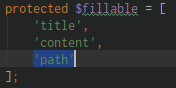 protected $fillable = [
'title',
'content',
'path'
];